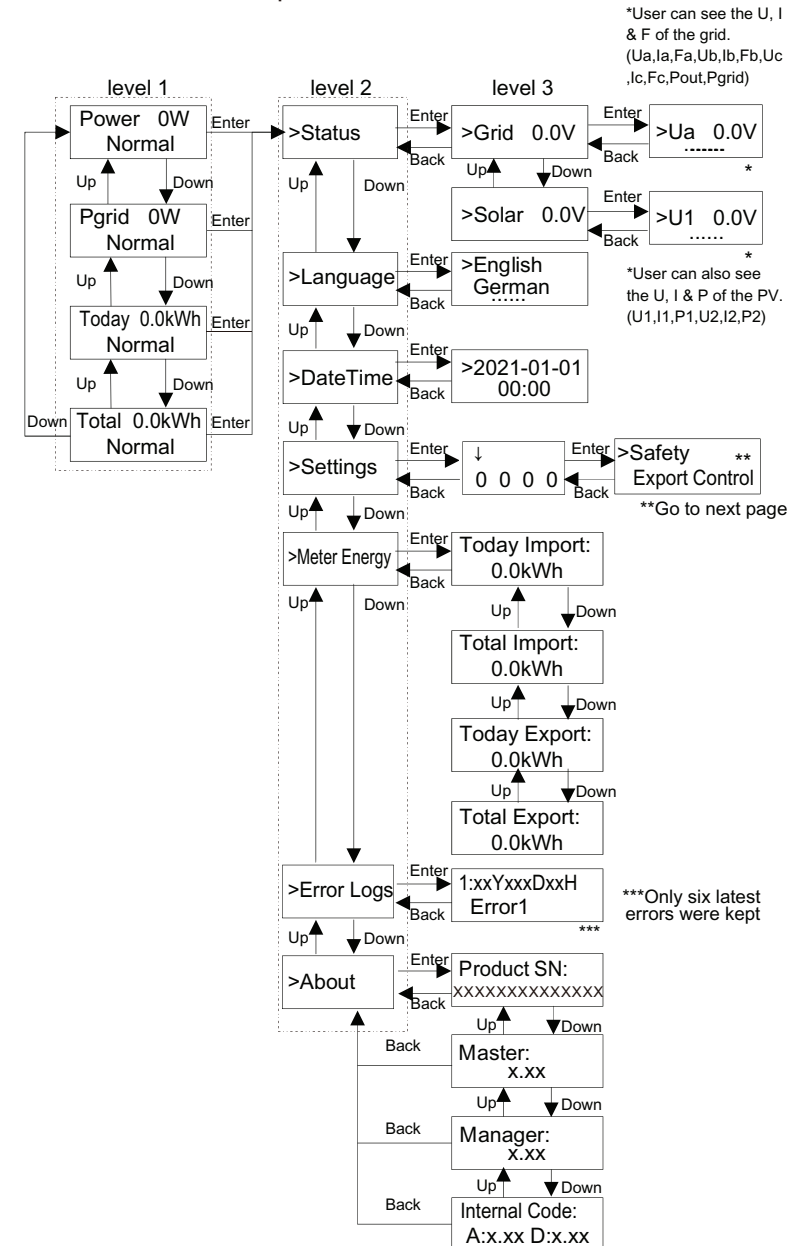 *User can see the U, I
& F of the grid.
(Ua,Ia,Fa,Ub,Ib,Fb,Uc
,Ic,Fc,Pout,Pgrid)
level 1
level 2
level 3
Power 0W
Normal
Enter
>Status
Enter
Back
>Grid 0.0V
Enter
Back
>Ua 0.0V
.......
*
Up
Down
Up
Down
Up
Down
Pgrid 0W
Normal
Enter
>Solar 0.0V
Enter
Back
>U1 0.0V
......
*
*User can also see
the U, I & P of the PV.
(U1,I1,P1,U2,I2,P2)
Up
Down
>Language
Enter
Back
>English
German
......
Today 0.0kWh
Normal
Enter
Up
Down
>DateTime
Enter
Back
>2021-01-01
00:00
Up
Down
Down
Total 0.0kWh
Normal
Enter
Up
Down
>Settings
Enter
Back
↓
0 0 0 0
Enter
Back
>Safety **
Export Control
**Go to next page
Up
Down
>Meter Energy
Enter
Back
Today Import:
0.0kWh
Up
Down
Up
Down
Total Import:
0.0kWh
Up
Down
Today Export:
0.0kWh
Up
Down
Total Export:
0.0kWh
>Error Logs
Enter
Back
1:xxYxxxDxxH
Error1
***
***Only six latest
errors were kept
Up
Down
>About
Enter
Back
Product SN:
XXXXXXXXXXXXXX
Up
Down
Back
Master:
x.xx
Up
Down
Back
Manager:
x.xx
Up
Down
Back
Internal Code:
A:x.xx D:x.xx